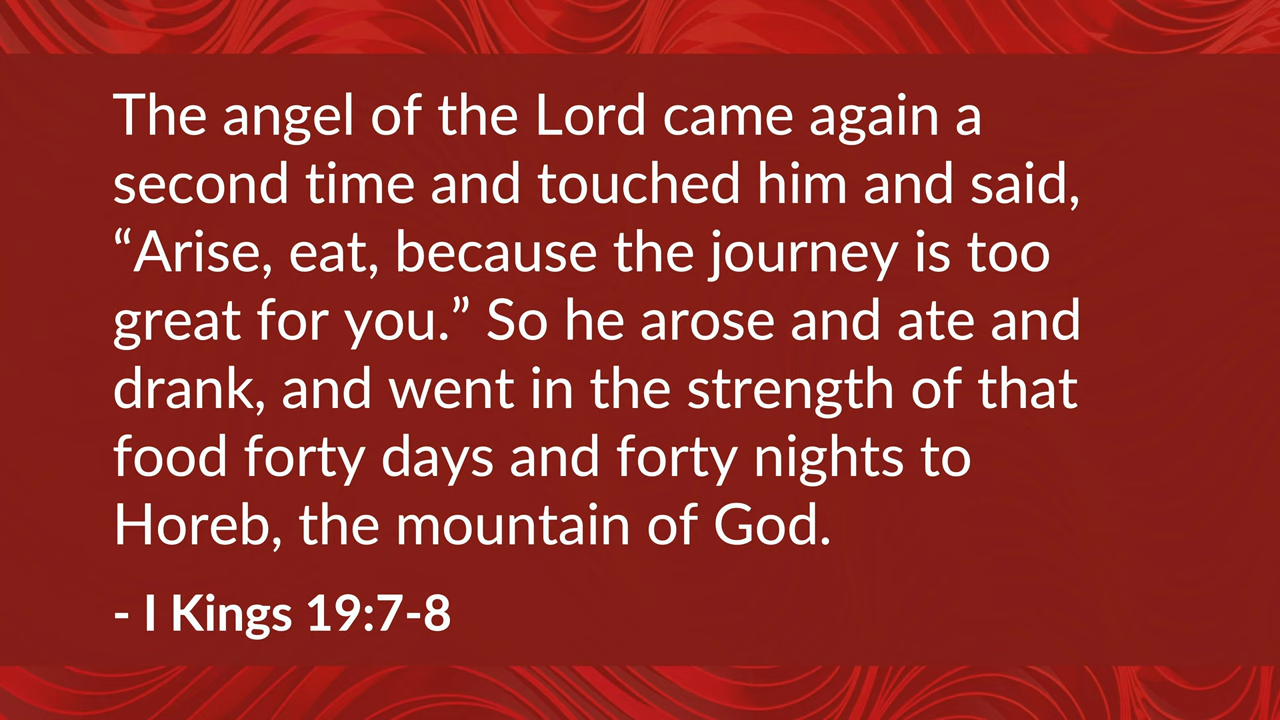 The angel of the Lord came again a
second time and touched him and said,
“Arise, eat, because the journey is too
great for you.” So he arose and ate and
drank, and went in the strength of that
food forty days and forty nights to
Horeb, the mountain of God.
- I Kings 19:7-8